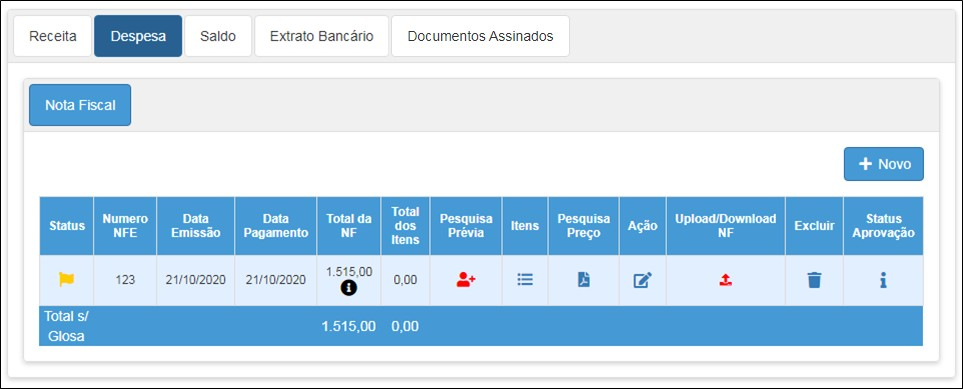 Receita Despesa Saldo Extrato Bancário Documentos Assinados
Nota Fiscal
+ Novo
Status Numero NFE Data Emissão Data Pagamento Total da NF Total dos Itens Pesquisa Prévia Itens Pesquisa Preço Ação Upload/Download NF Excluir Status Aprovação
123 21/10/2020 21/10/2020 1.515,00 0,00
Total s/ Glosa 1.515,00 0,00